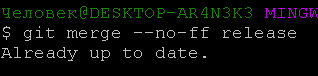 Человек@DESKTOP-AR4N3K3 MINGW
$ git merge --no-ff release
Already up to date.